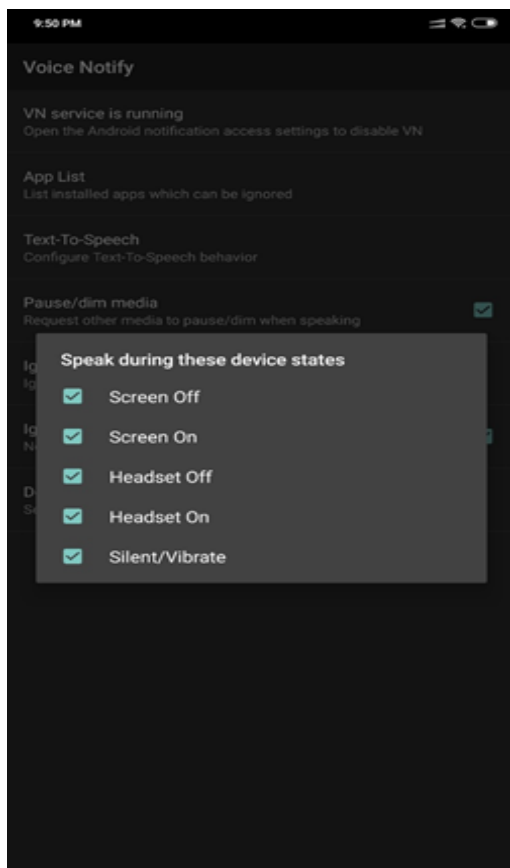 9:50 PM
Voice Notify
VN service is running
Open the Android notification access settings to disable VN
App List
List installed apps which can be ignored
Text-To-Speech
Configure Text-To-Speech behavior
Pause/dim media
Request other media to pause/dim when speaking
Speak during these device states
Screen Off
Screen On
Headset Off
Headset On
Silent/Vibrate